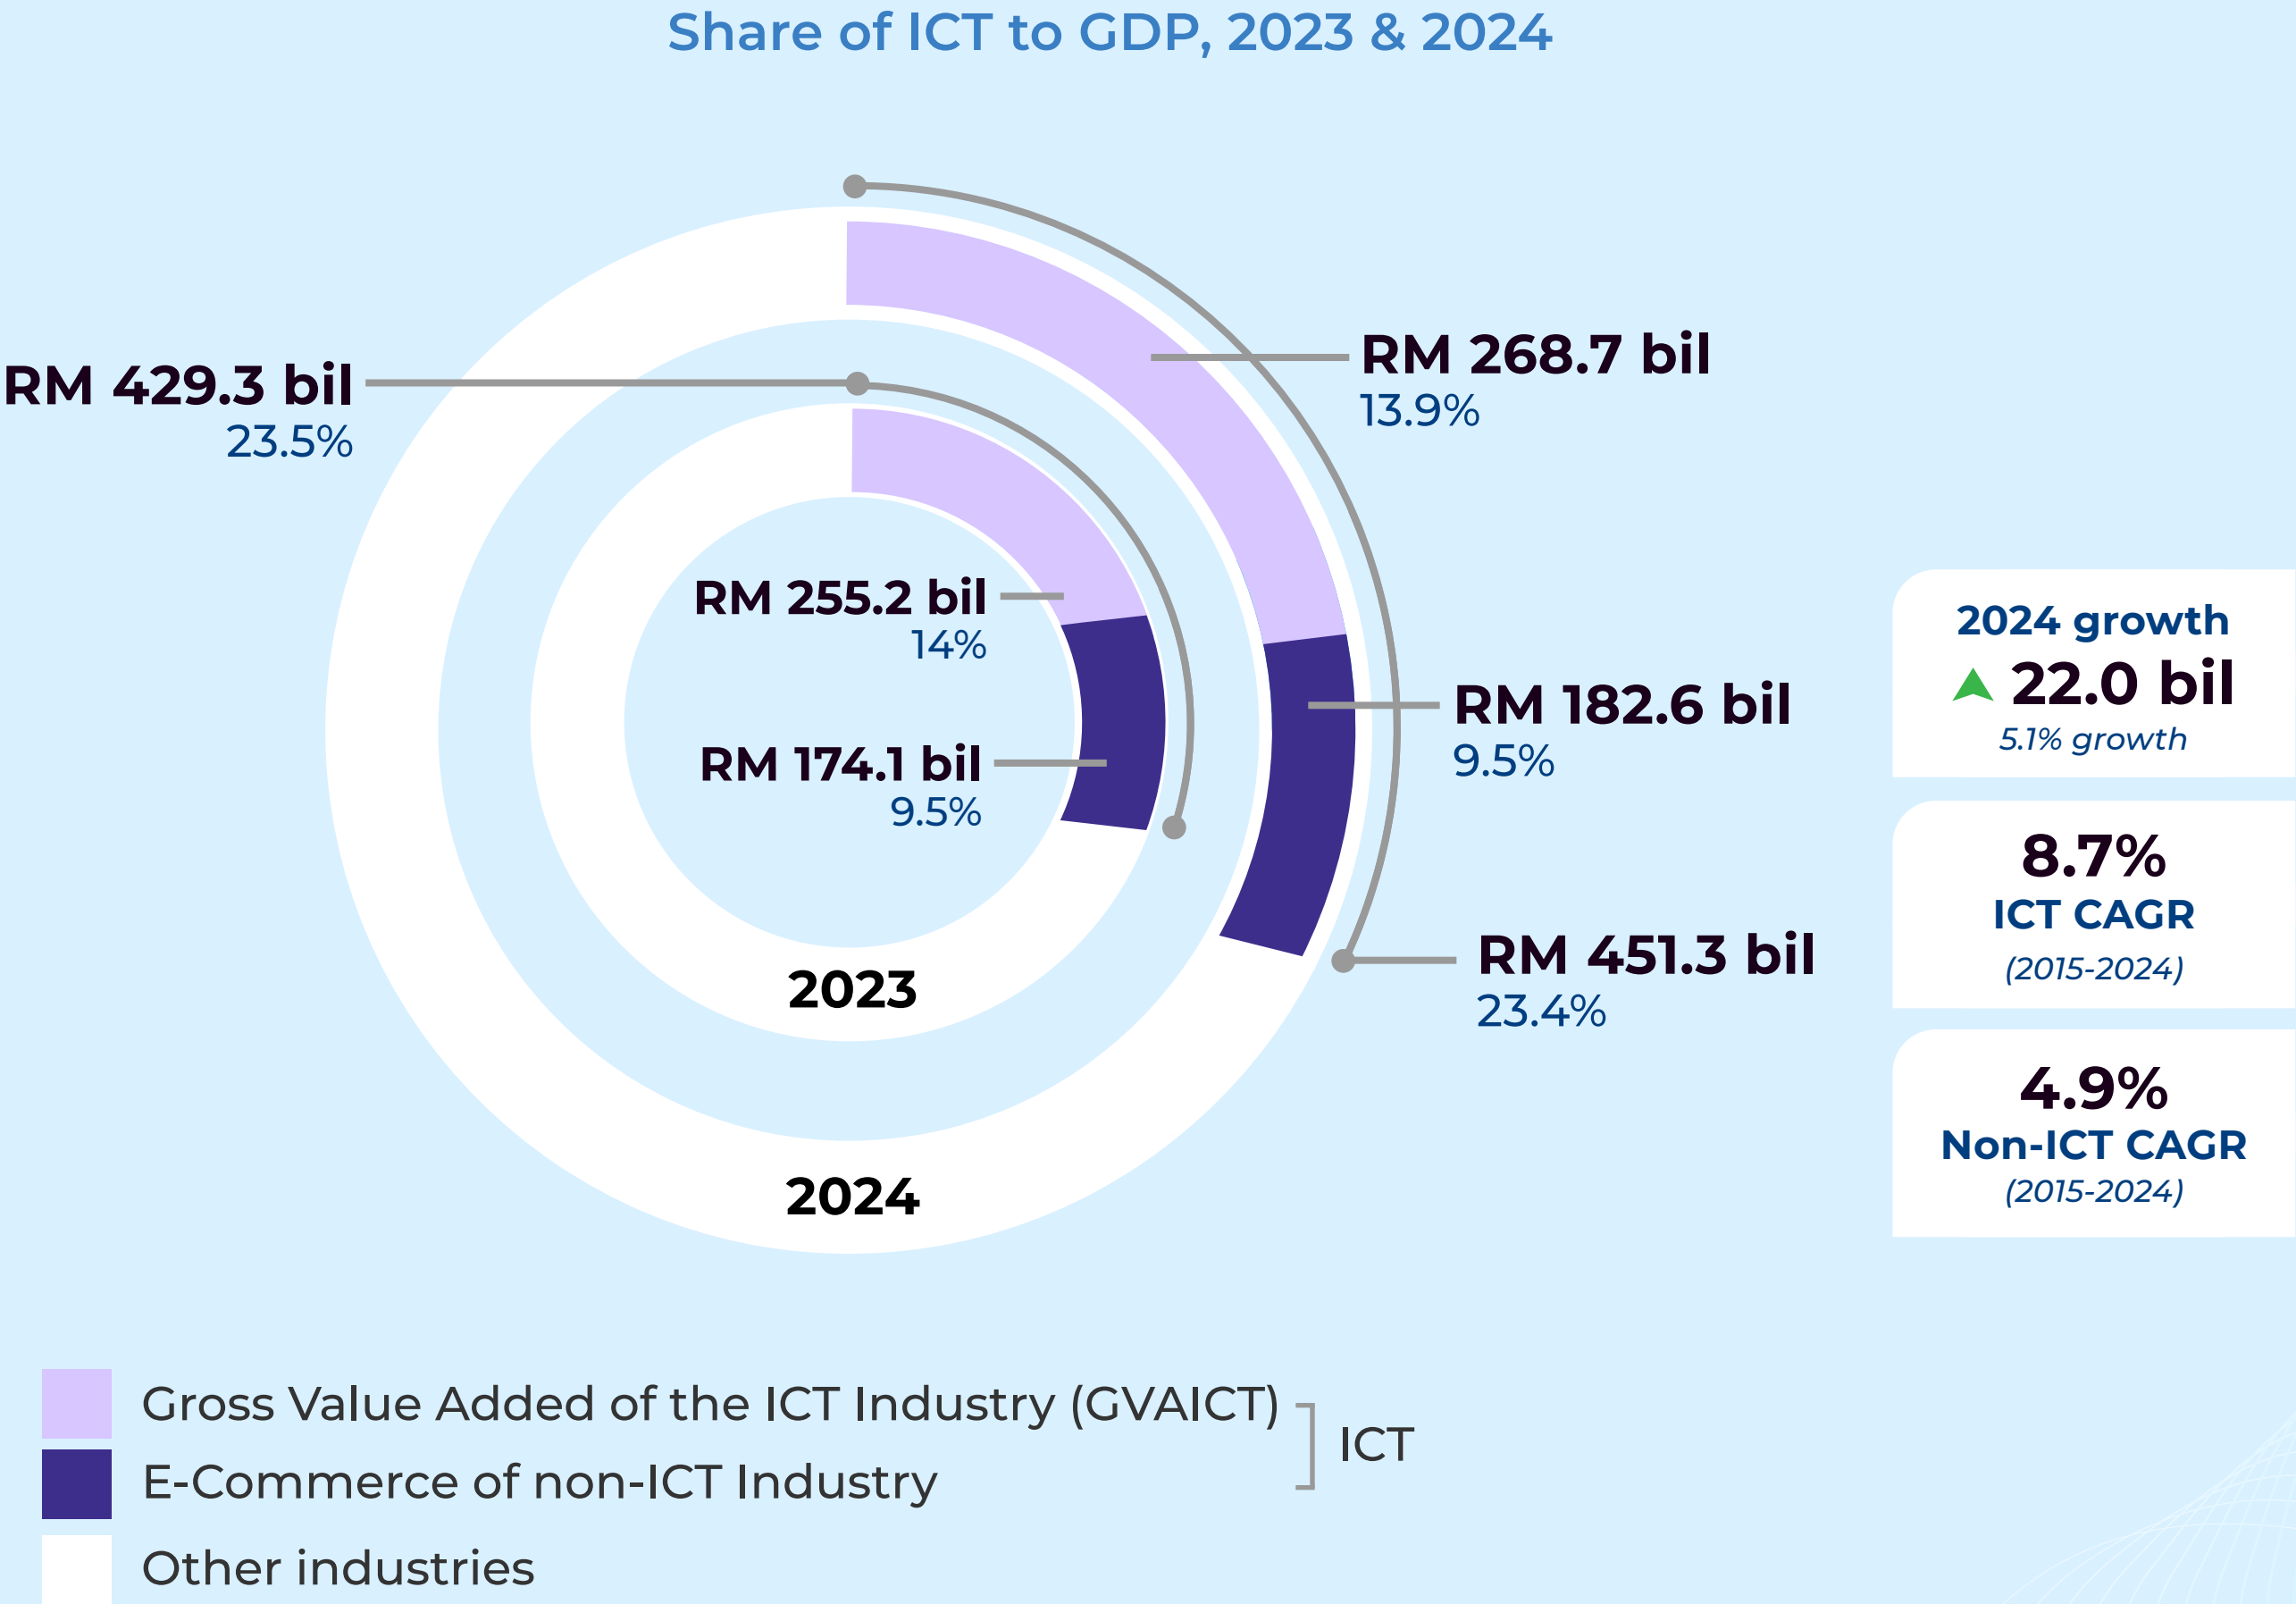 Share of ICT to GDP, 2023 & 2024
RM 429.3 bil
23.5%
RM 268.7 bil
13.9%
RM 255.2 bil
14%
RM 174.1 bil
9.5%
RM 182.6 bil
9.5%
RM 451.3 bil
23.4%
2023
2024
2024 growth
22.0 bil
5.1% growth
8.7%
ICT CAGR
(2015-2024)
4.9%
Non-ICT CAGR
(2015-2024)
Gross Value Added of the ICT Industry (GVAICT)
E-Commerce of non-ICT Industry
ICT
Other industries